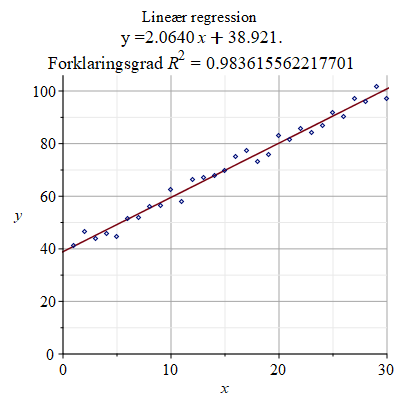 Lineær regression
y =2.0640 x + 38.921.
Forklaringsgrad R² = 0.983615562217701
100
80
60
y
40
20
0
0 10 20 30
x